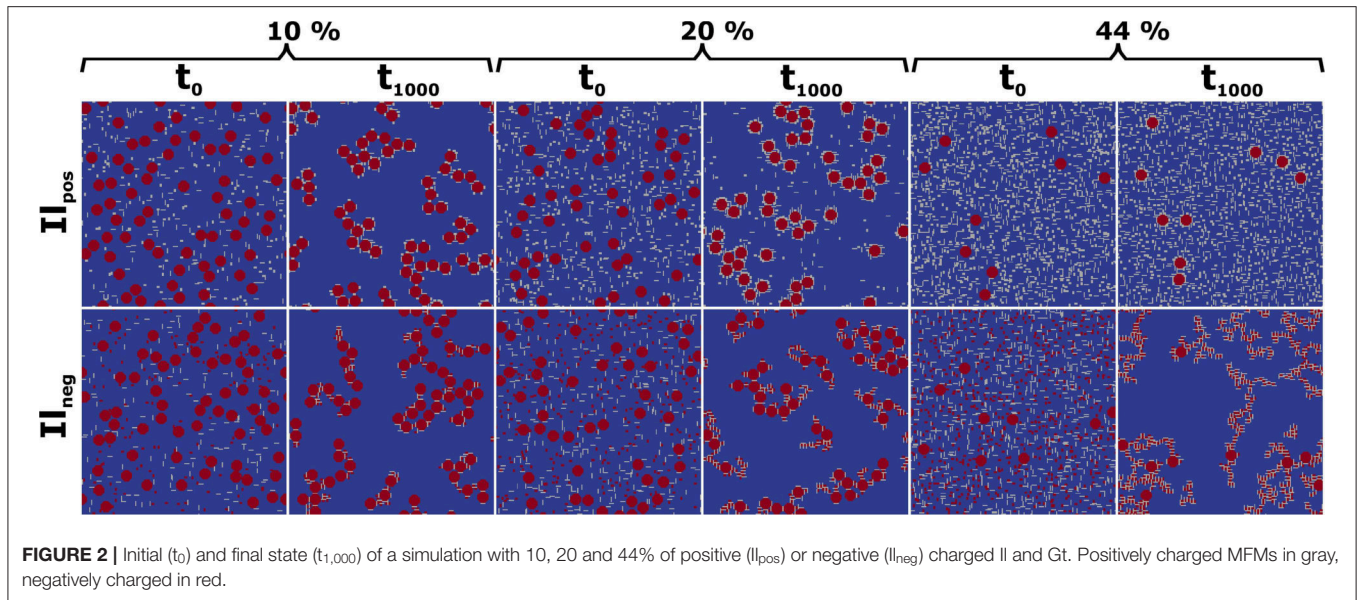 10 % 20 % 44 %
t0 t1000 t0 t1000 t0 t1000
Ilpos
Ilneg
FIGURE 2 | Initial (t0) and final state (t1,000) of a simulation with 10, 20 and 44% of positive (Ilpos) or negative (Ilneg) charged Il and Gt. Positively charged MFMs in gray,
negatively charged in red.